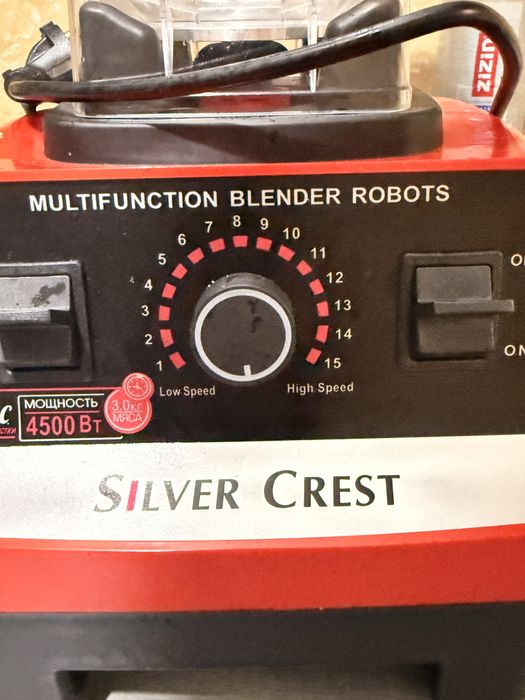 ZIZINU
MULTIFUNCTION BLENDER ROBOTS
1
2
3
4
5
6
7
8
9
10
11
12
13
14
15
Low Speed
High Speed
ON
МОЩНОСТЬ
4500 Вт
3.0КГ
МЯСА
SILVER CREST